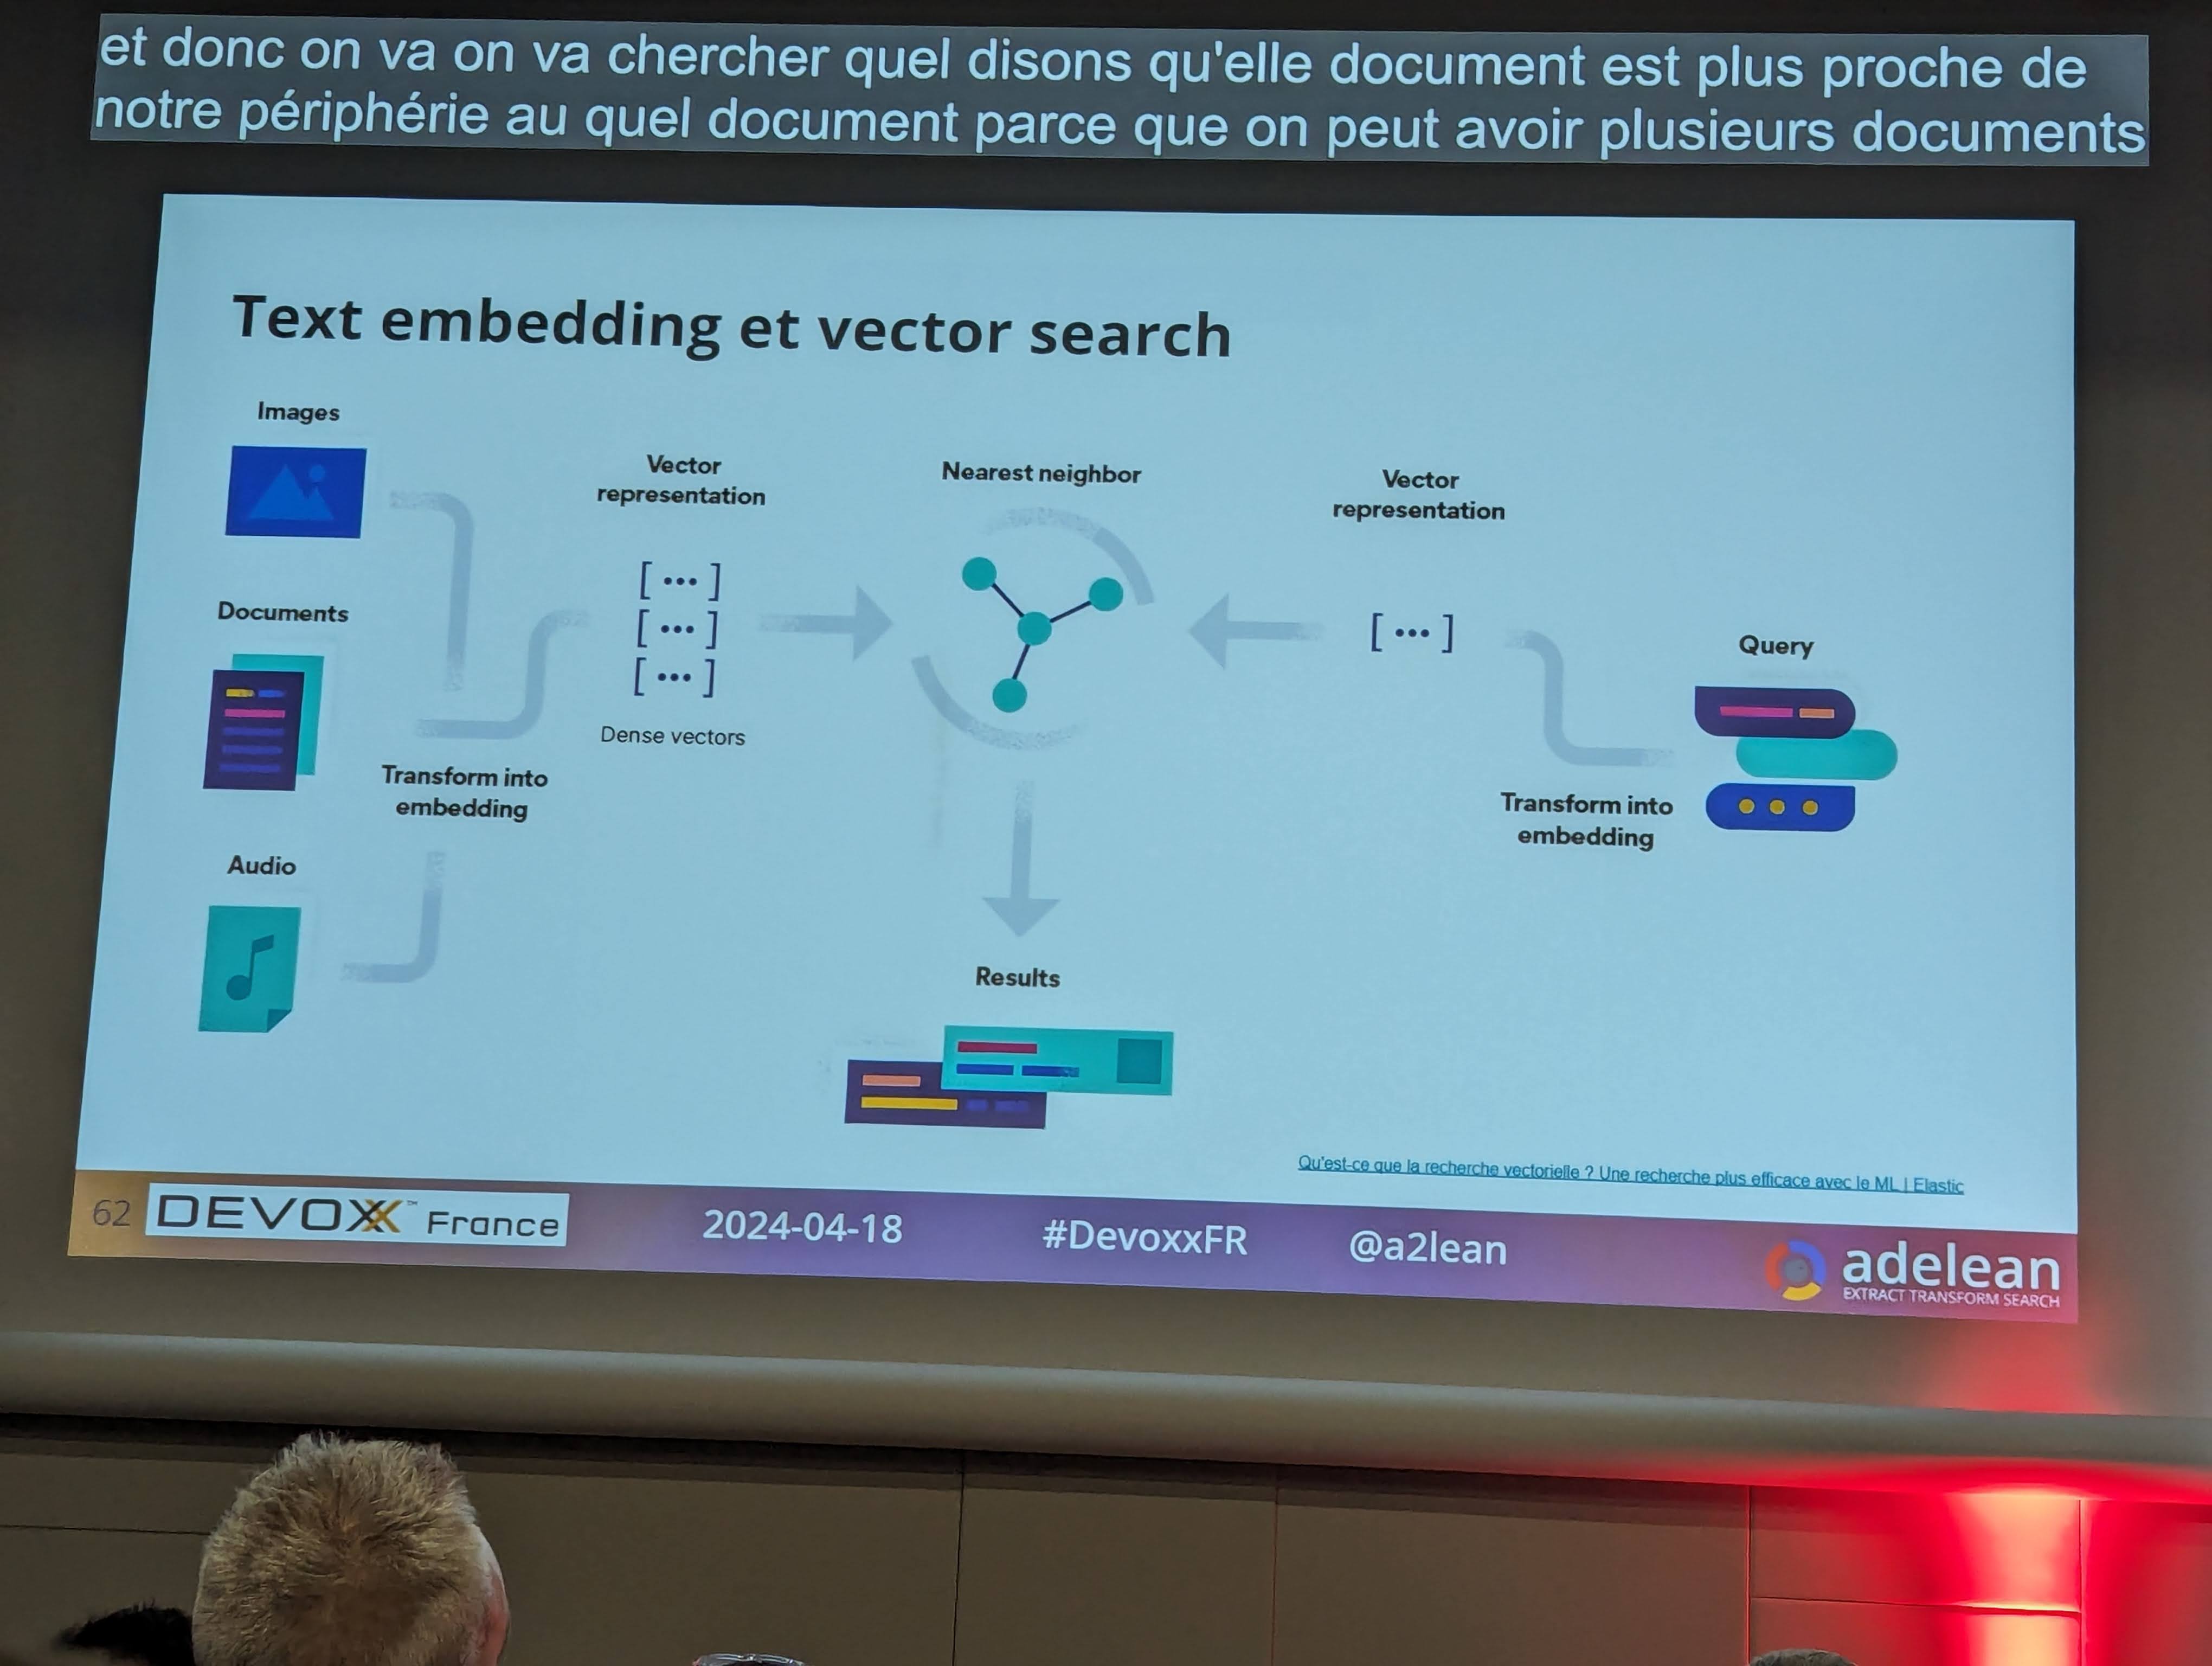 et donc on va on va chercher quel disons qu'elle document est plus proche de
notre périphérie au quel document parce que on peut avoir plusieurs documents
Text embedding et vector search
Images
Documents
Audio
Transform into
embedding
Vector
representation
[ ••• ]
[ ••• ]
[ ••• ]
Dense vectors
Nearest neighbor
Vector
representation
[ ••• ]
Query
Transform into
embedding
Results
Qu'est-ce que la recherche vectorielle ? Une recherche plus efficace avec le ML | Elastic
62
DEVOXX™ France
2024-04-18
#DevoxxFR
@a2lean
adelean
EXTRACT TRANSFORM SEARCH